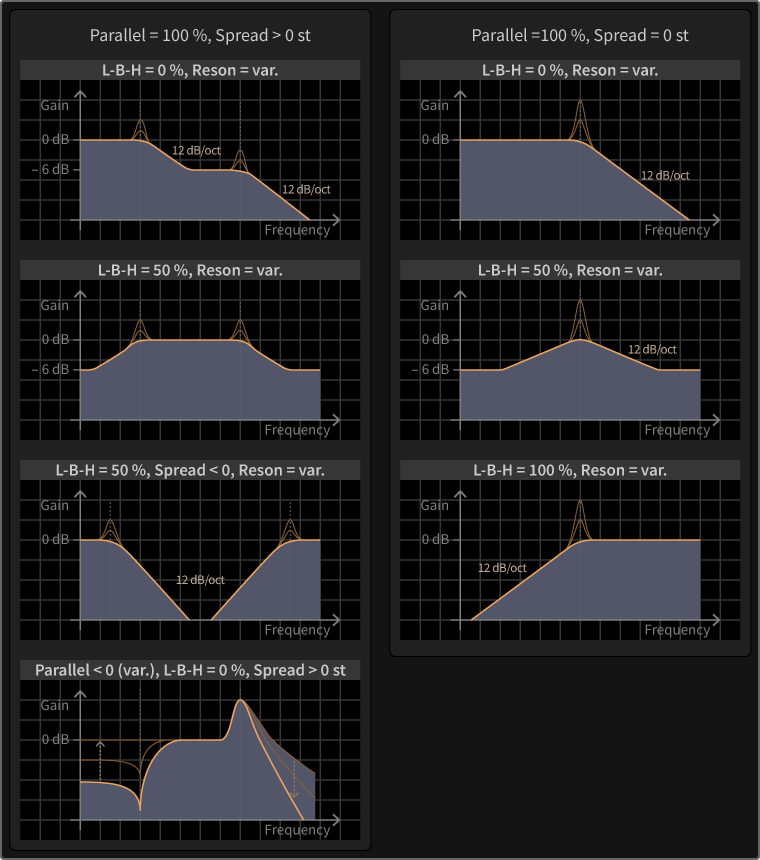 Parallel = 100 %, Spread > 0 st
L-B-H = 0 %, Reson = var.
Gain
0 dB
12 dB/oct
– 6 dB
12 dB/oct
Frequency
L-B-H = 50 %, Reson = var.
Gain
0 dB
– 6 dB
Frequency
L-B-H = 50 %, Spread < 0, Reson = var.
Gain
0 dB
12 dB/oct
Frequency
Parallel < 0 (var.), L-B-H = 0 %, Spread > 0 st
Gain
0 dB
Frequency
Parallel =100 %, Spread = 0 st
L-B-H = 0 %, Reson = var.
Gain
0 dB
12 dB/oct
Frequency
L-B-H = 50 %, Reson = var.
Gain
0 dB
12 dB/oct
– 6 dB
Frequency
L-B-H = 100 %, Reson = var.
Gain
0 dB
12 dB/oct
Frequency